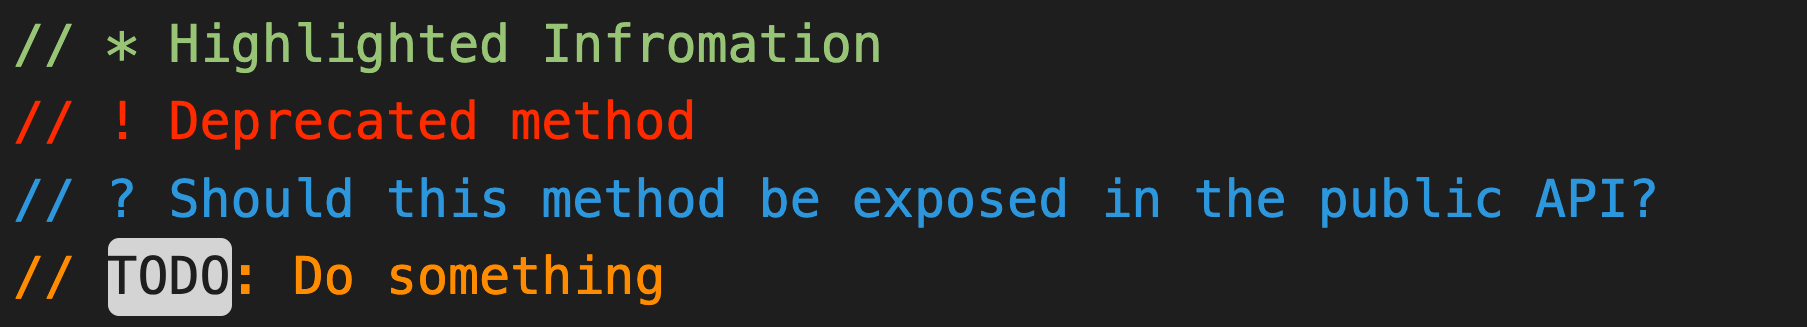 // * Highlighted Infromation
// ! Deprecated method
// ? Should this method be exposed in the public API?
// TODO: Do something